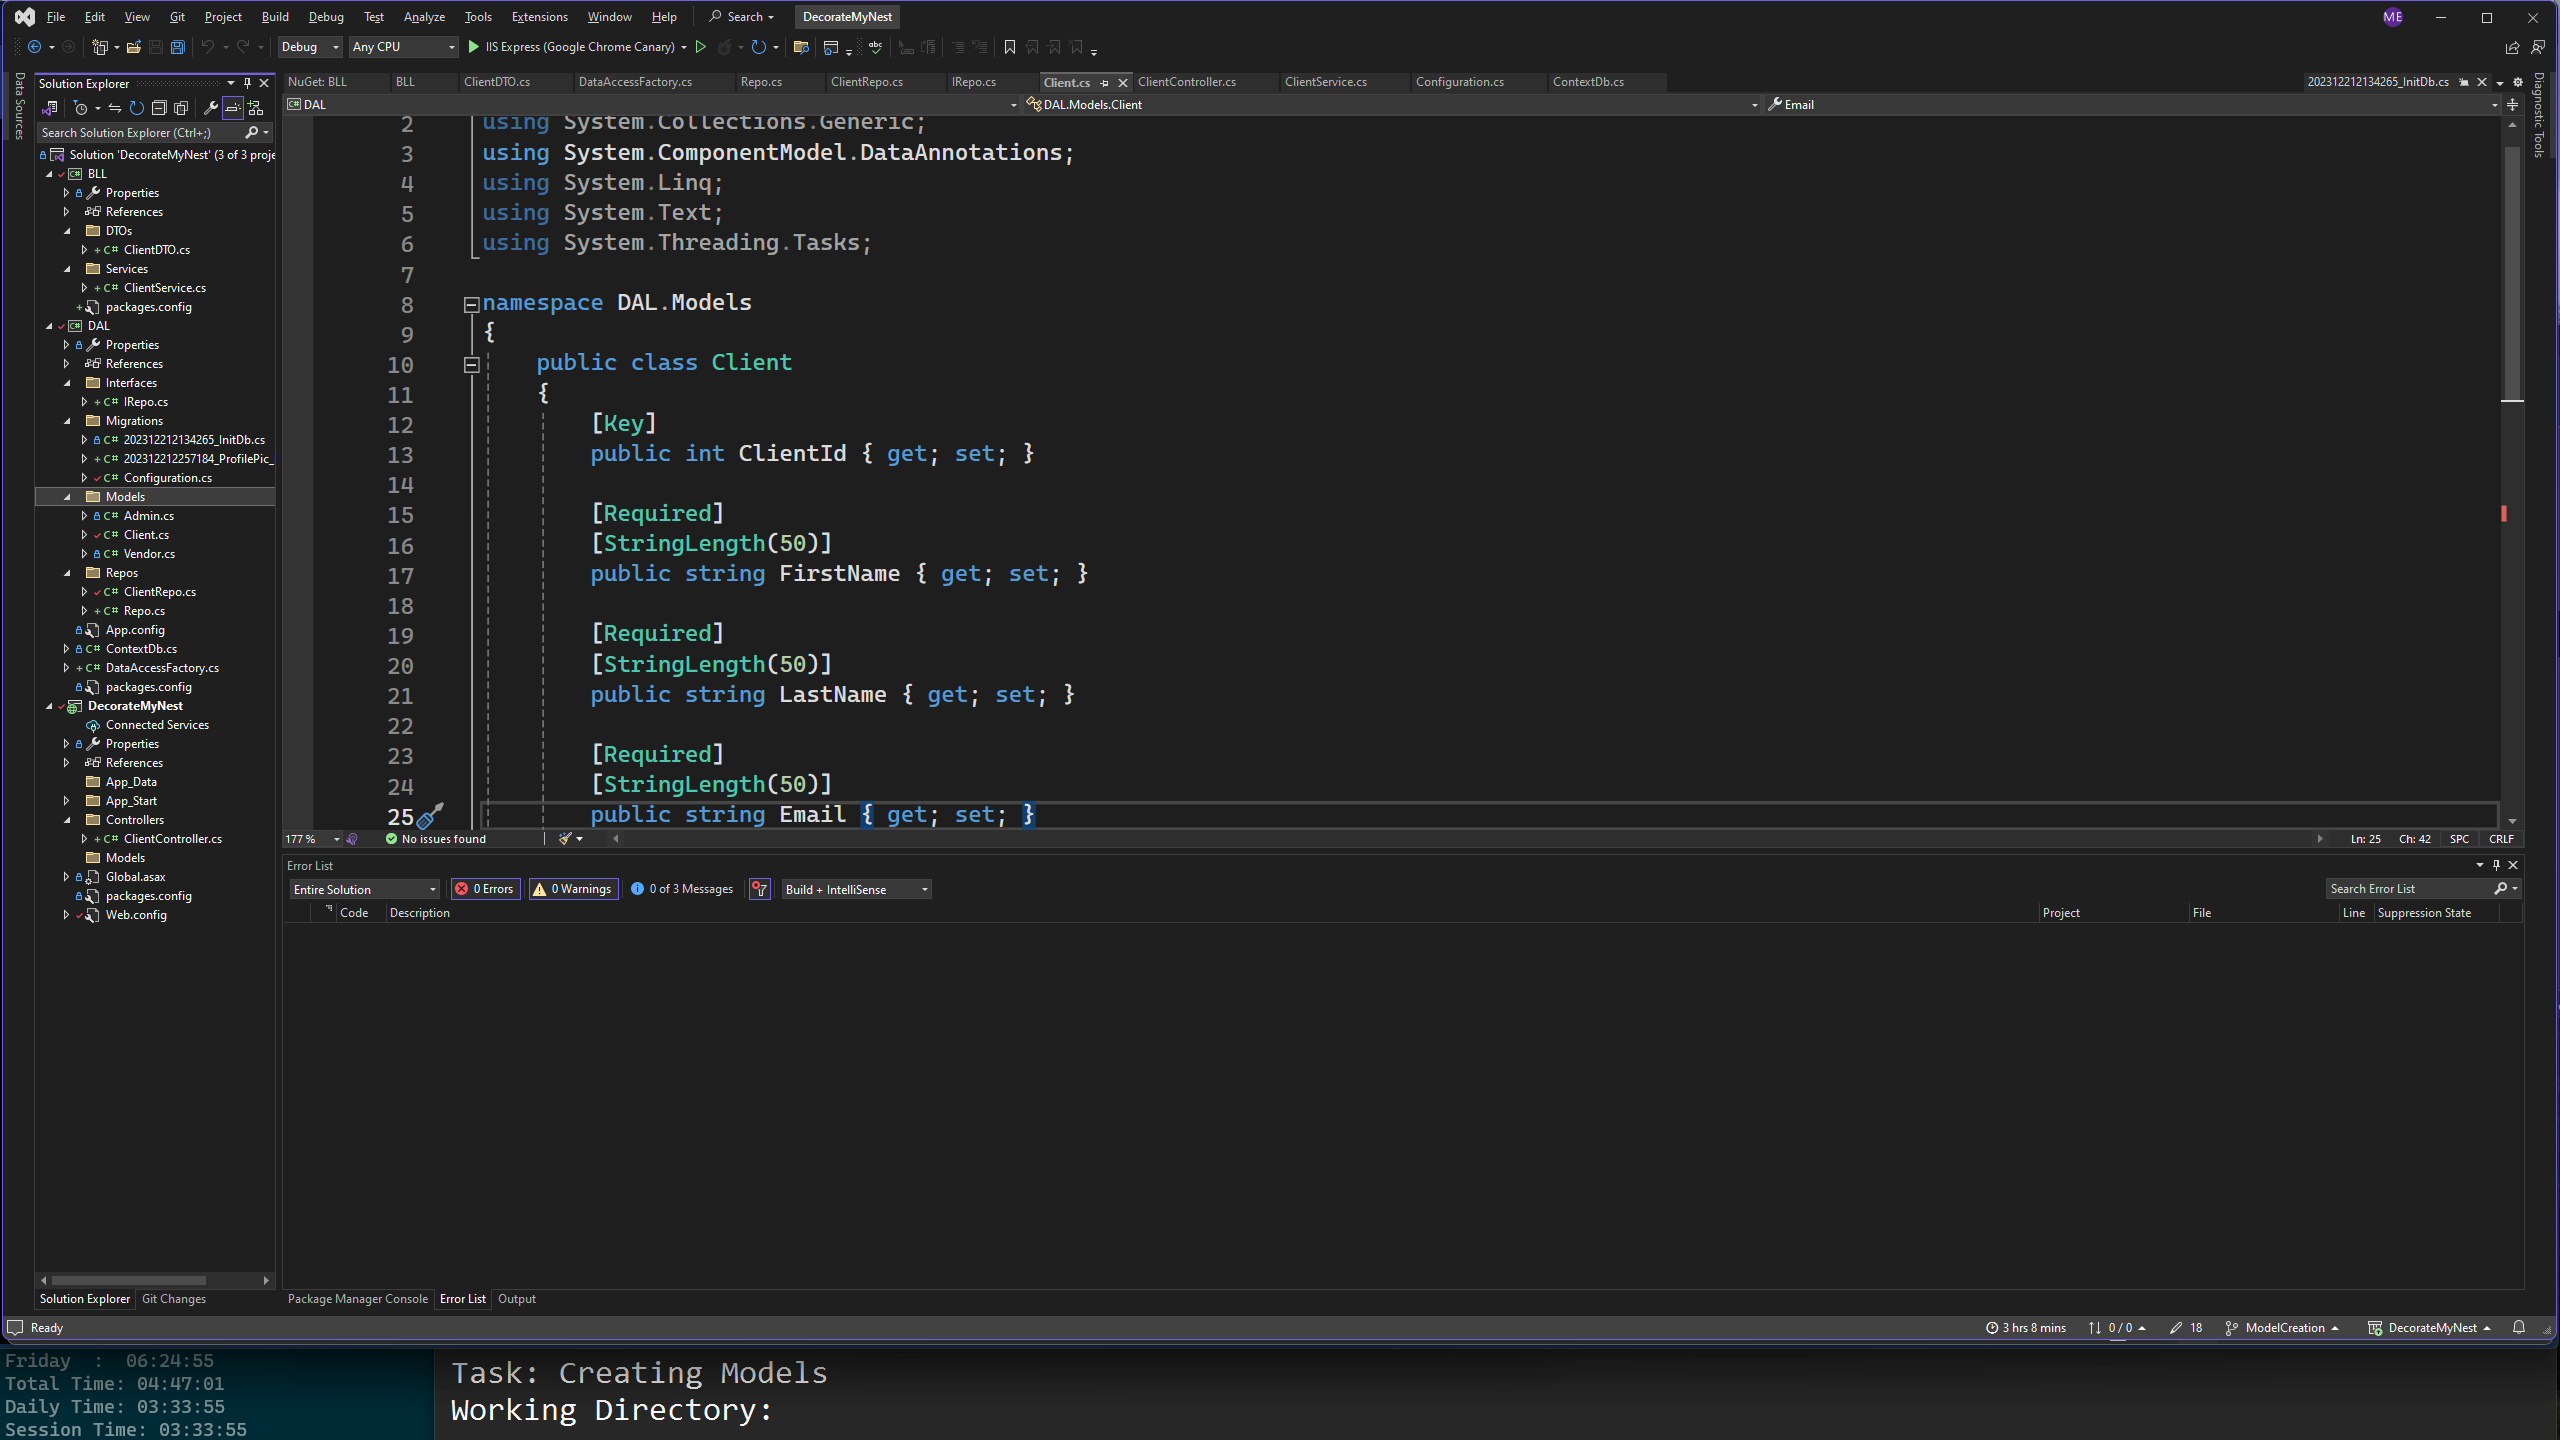 File Edit View Git Project Build Debug Test Analyze Tools Extensions Window Help Search DecorateMyNest ME
Debug Any CPU IIS Express (Google Chrome Canary)
Data Sources
Solution Explorer
Search Solution Explorer (Ctrl+;)
Solution 'DecorateMyNest' (3 of 3 proje
BLL
Properties
References
DTOs
C# ClientDTO.cs
Services
C# ClientService.cs
packages.config
DAL
Properties
References
Interfaces
C# IRepo.cs
Migrations
C# 202312212134265_InitDb.cs
C# 202312212257184_ProfilePic_
C# Configuration.cs
Models
C# Admin.cs
C# Client.cs
C# Vendor.cs
Repos
C# ClientRepo.cs
C# Repo.cs
App.config
C# ContextDb.cs
C# DataAccessFactory.cs
packages.config
DecorateMyNest
Connected Services
Properties
References
App_Data
App_Start
Controllers
C# ClientController.cs
Models
Global.asax
packages.config
Web.config
Solution Explorer Git Changes
NuGet: BLL BLL ClientDTO.cs DataAccessFactory.cs Repo.cs ClientRepo.cs IRepo.cs Client.cs ClientController.cs ClientService.cs Configuration.cs ContextDb.cs 202312212134265_InitDb.cs
DAL DAL.Models.Client Email
2 using System.Collections.Generic;
3 using System.ComponentModel.DataAnnotations;
4 using System.Linq;
5 using System.Text;
6 using System.Threading.Tasks;
7
8 namespace DAL.Models
9 {
10 public class Client
11 {
12 [Key]
13 public int ClientId { get; set; }
14
15 [Required]
16 [StringLength(50)]
17 public string FirstName { get; set; }
18
19 [Required]
20 [StringLength(50)]
21 public string LastName { get; set; }
22
23 [Required]
24 [StringLength(50)]
25 public string Email { get; set; }
177 % No issues found Ln: 25 Ch: 42 SPC CRLF
Diagnostic Tools
Error List
Entire Solution 0 Errors 0 Warnings 0 of 3 Messages Build + IntelliSense Search Error List
Code Description Project File Line Suppression State
Package Manager Console Error List Output
Ready 3 hrs 8 mins 0 / 0 18 ModelCreation DecorateMyNest
Friday : 06:24:55
Total Time: 04:47:01
Daily Time: 03:33:55
Session Time: 03:33:55
Task: Creating Models
Working Directory: